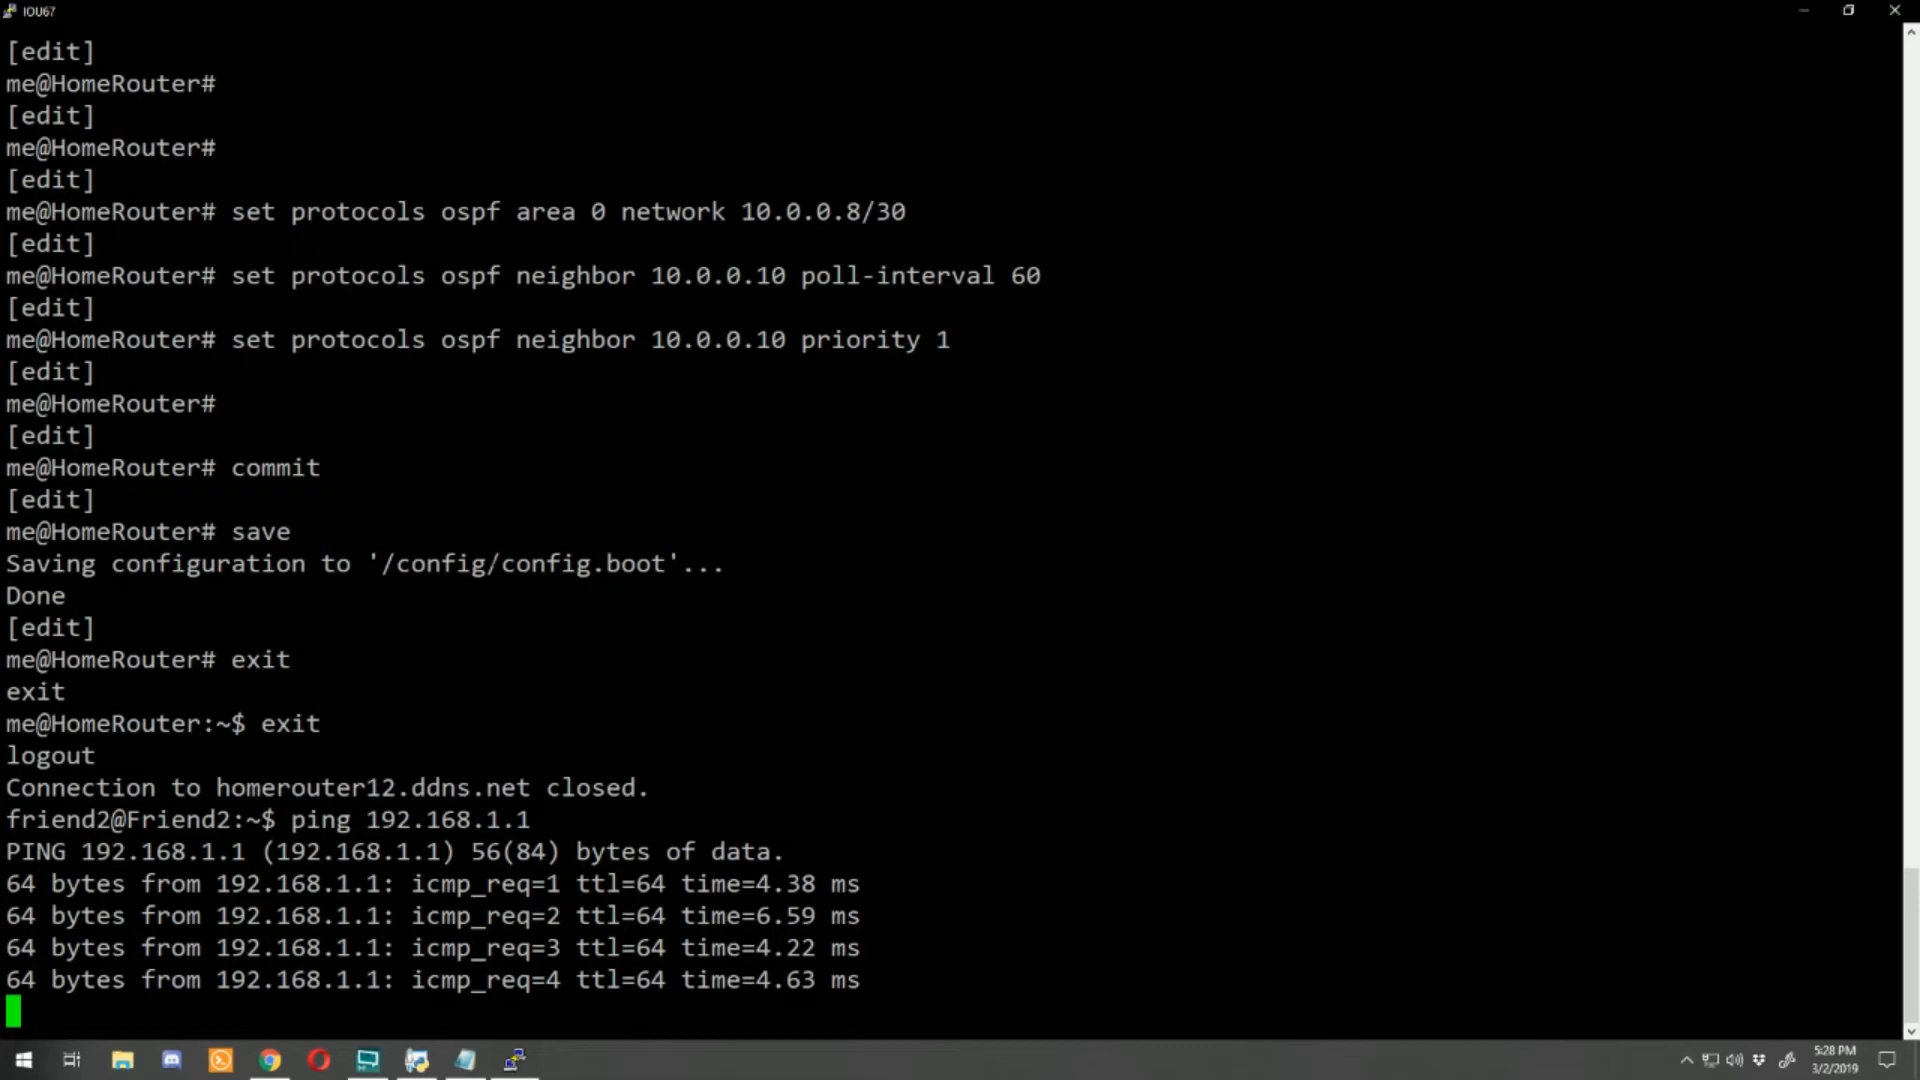 IOU67
[edit]
me@HomeRouter#
[edit]
me@HomeRouter#
[edit]
me@HomeRouter# set protocols ospf area 0 network 10.0.0.8/30
[edit]
me@HomeRouter# set protocols ospf neighbor 10.0.0.10 poll-interval 60
[edit]
me@HomeRouter# set protocols ospf neighbor 10.0.0.10 priority 1
[edit]
me@HomeRouter#
[edit]
me@HomeRouter# commit
[edit]
me@HomeRouter# save
Saving configuration to '/config/config.boot'...
Done
[edit]
me@HomeRouter# exit
exit
me@HomeRouter:~$ exit
logout
Connection to homerouter12.ddns.net closed.
friend2@Friend2:~$ ping 192.168.1.1
PING 192.168.1.1 (192.168.1.1) 56(84) bytes of data.
64 bytes from 192.168.1.1: icmp_req=1 ttl=64 time=4.38 ms
64 bytes from 192.168.1.1: icmp_req=2 ttl=64 time=6.59 ms
64 bytes from 192.168.1.1: icmp_req=3 ttl=64 time=4.22 ms
64 bytes from 192.168.1.1: icmp_req=4 ttl=64 time=4.63 ms
5:28 PM
3/2/2019